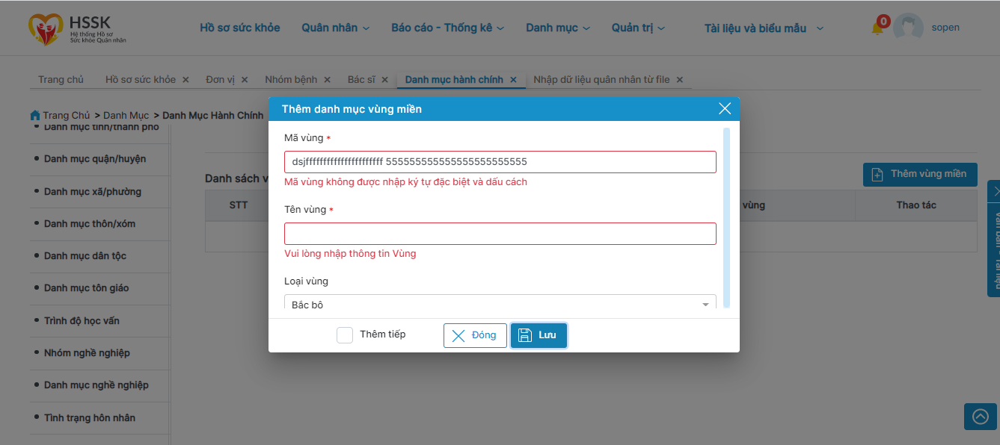 HSSK
Hệ thống Hồ sơ
Sức khỏe Quân nhân
Hồ sơ sức khỏe
Quân nhân
Báo cáo - Thống kê
Danh mục
Quản trị
Tài liệu và biểu mẫu
0
sopen
Trang chủ
Hồ sơ sức khỏe
Đơn vị
Nhóm bệnh
Bác sĩ
Danh mục hành chính
Nhập dữ liệu quân nhân từ file
Trang Chủ > Danh Mục > Danh Mục Hành Chính
Danh mục tỉnh/thành phố
Danh mục quận/huyện
Danh mục xã/phường
Danh mục thôn/xóm
Danh mục dân tộc
Danh mục tôn giáo
Trình độ học vấn
Nhóm nghề nghiệp
Danh mục nghề nghiệp
Tình trạng hôn nhân
Danh sách v
Thêm vùng miền
STT
vùng
Thao tác
Thêm danh mục vùng miền
Mã vùng *
dsjffffffffffffffffffffff 555555555555555555555555
Mã vùng không được nhập ký tự đặc biệt và dấu cách
Tên vùng *
Vui lòng nhập thông tin Vùng
Loại vùng
Bắc bộ
Thêm tiếp
Đóng
Lưu
Văn bản - Tài liệu